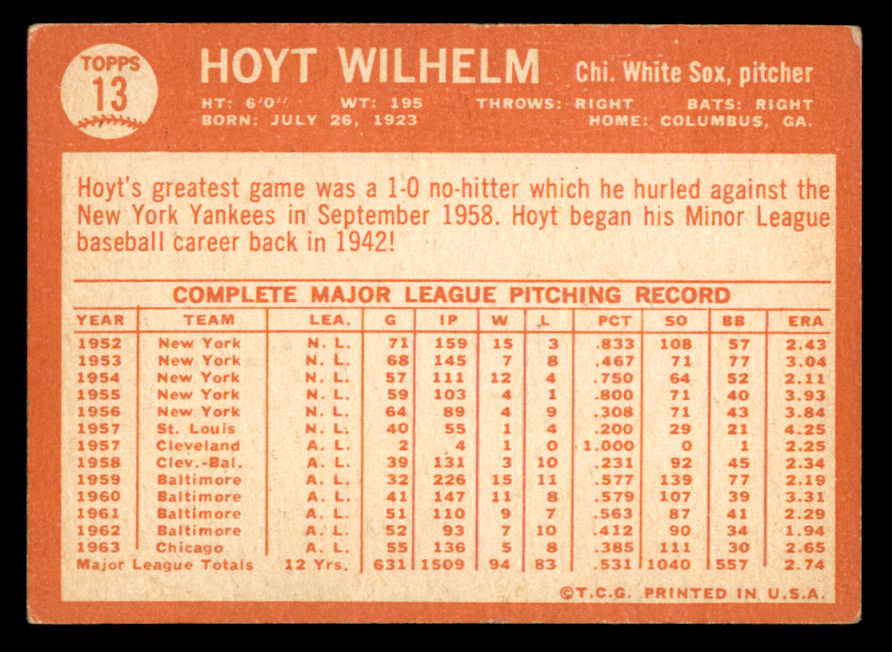 TOPPS
13
HOYT WILHELM Chi. White Sox, pitcher
HT: 6'0" WT: 195 THROWS: RIGHT BATS: RIGHT
BORN: JULY 26, 1923 HOME: COLUMBUS, GA.
Hoyt's greatest game was a 1-0 no-hitter which he hurled against the
New York Yankees in September 1958. Hoyt began his Minor League
baseball career back in 1942!
COMPLETE MAJOR LEAGUE PITCHING RECORD
YEAR TEAM LEA. G IP W L PCT SO BB ERA
1952 New York N. L. 71 159 15 3 .833 108 57 2.43
1953 New York N. L. 68 145 7 8 .467 71 77 3.04
1954 New York N. L. 57 111 12 4 .750 64 52 2.11
1955 New York N. L. 59 103 4 1 .800 71 40 3.93
1956 New York N. L. 64 89 4 9 .308 71 43 3.84
1957 St. Louis N. L. 40 55 1 4 .200 29 21 4.25
1957 Cleveland A. L. 2 4 1 0 1.000 0 1 2.25
1958 Clev.-Bal. A. L. 39 131 3 10 .231 92 45 2.34
1959 Baltimore A. L. 32 226 15 11 .577 139 77 2.19
1960 Baltimore A. L. 41 147 11 8 .579 107 39 3.31
1961 Baltimore A. L. 51 110 9 7 .563 87 41 2.29
1962 Baltimore A. L. 52 93 7 10 .412 90 34 1.94
1963 Chicago A. L. 55 136 5 8 .385 111 30 2.65
Major League Totals 12 Yrs. 631 1509 94 83 .531 1040 557 2.74
©T.C.G. PRINTED IN U.S.A.